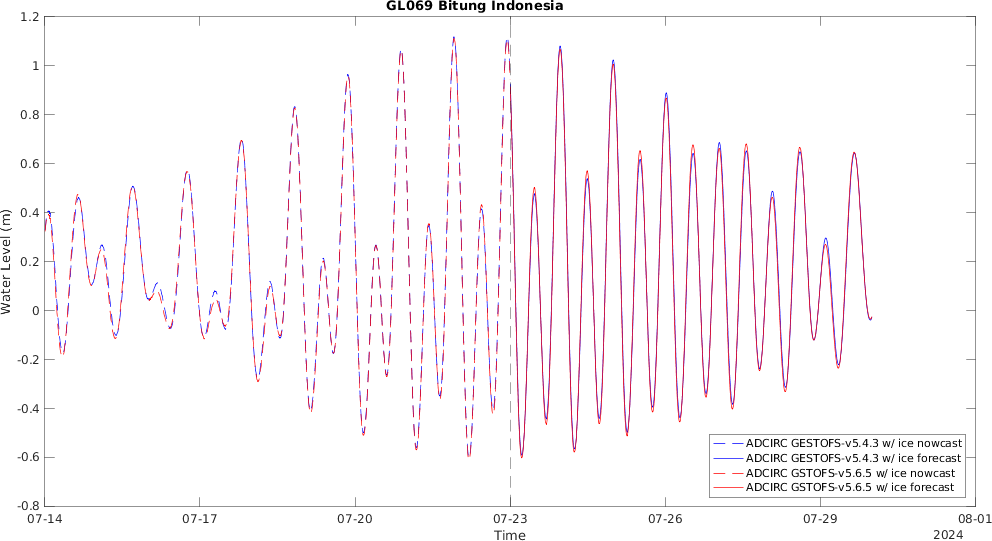 GL069 Bitung Indonesia
1.2
1
0.8
0.6
0.4
0.2
0
-0.2
-0.4
-0.6
-0.8
Water Level (m)
ADCIRC GESTOFS-v5.4.3 w/ ice nowcast
ADCIRC GESTOFS-v5.4.3 w/ ice forecast
ADCIRC GSTOFS-v5.6.5 w/ ice nowcast
ADCIRC GSTOFS-v5.6.5 w/ ice forecast
07-14 07-17 07-20 07-23 07-26 07-29 08-01
Time
2024